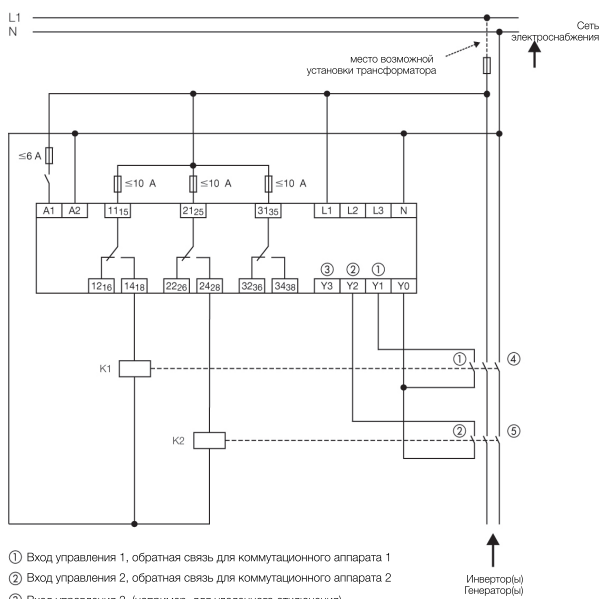 L1
N
Сеть
электроснабжения
место возможной
установки трансформатора
≤6 A
≤10 A
≤10 A
≤10 A
A1 A2 1115 2125 3135 L1 L2 L3 N
③ ② ①
1216 1418 2226 2428 3236 3438 Y3 Y2 Y1 Y0
① ④
K1
② ⑤
K2
① Вход управления 1, обратная связь для коммутационного аппарата 1
② Вход управления 2, обратная связь для коммутационного аппарата 2
Инвертор(ы)
Генератор(ы)